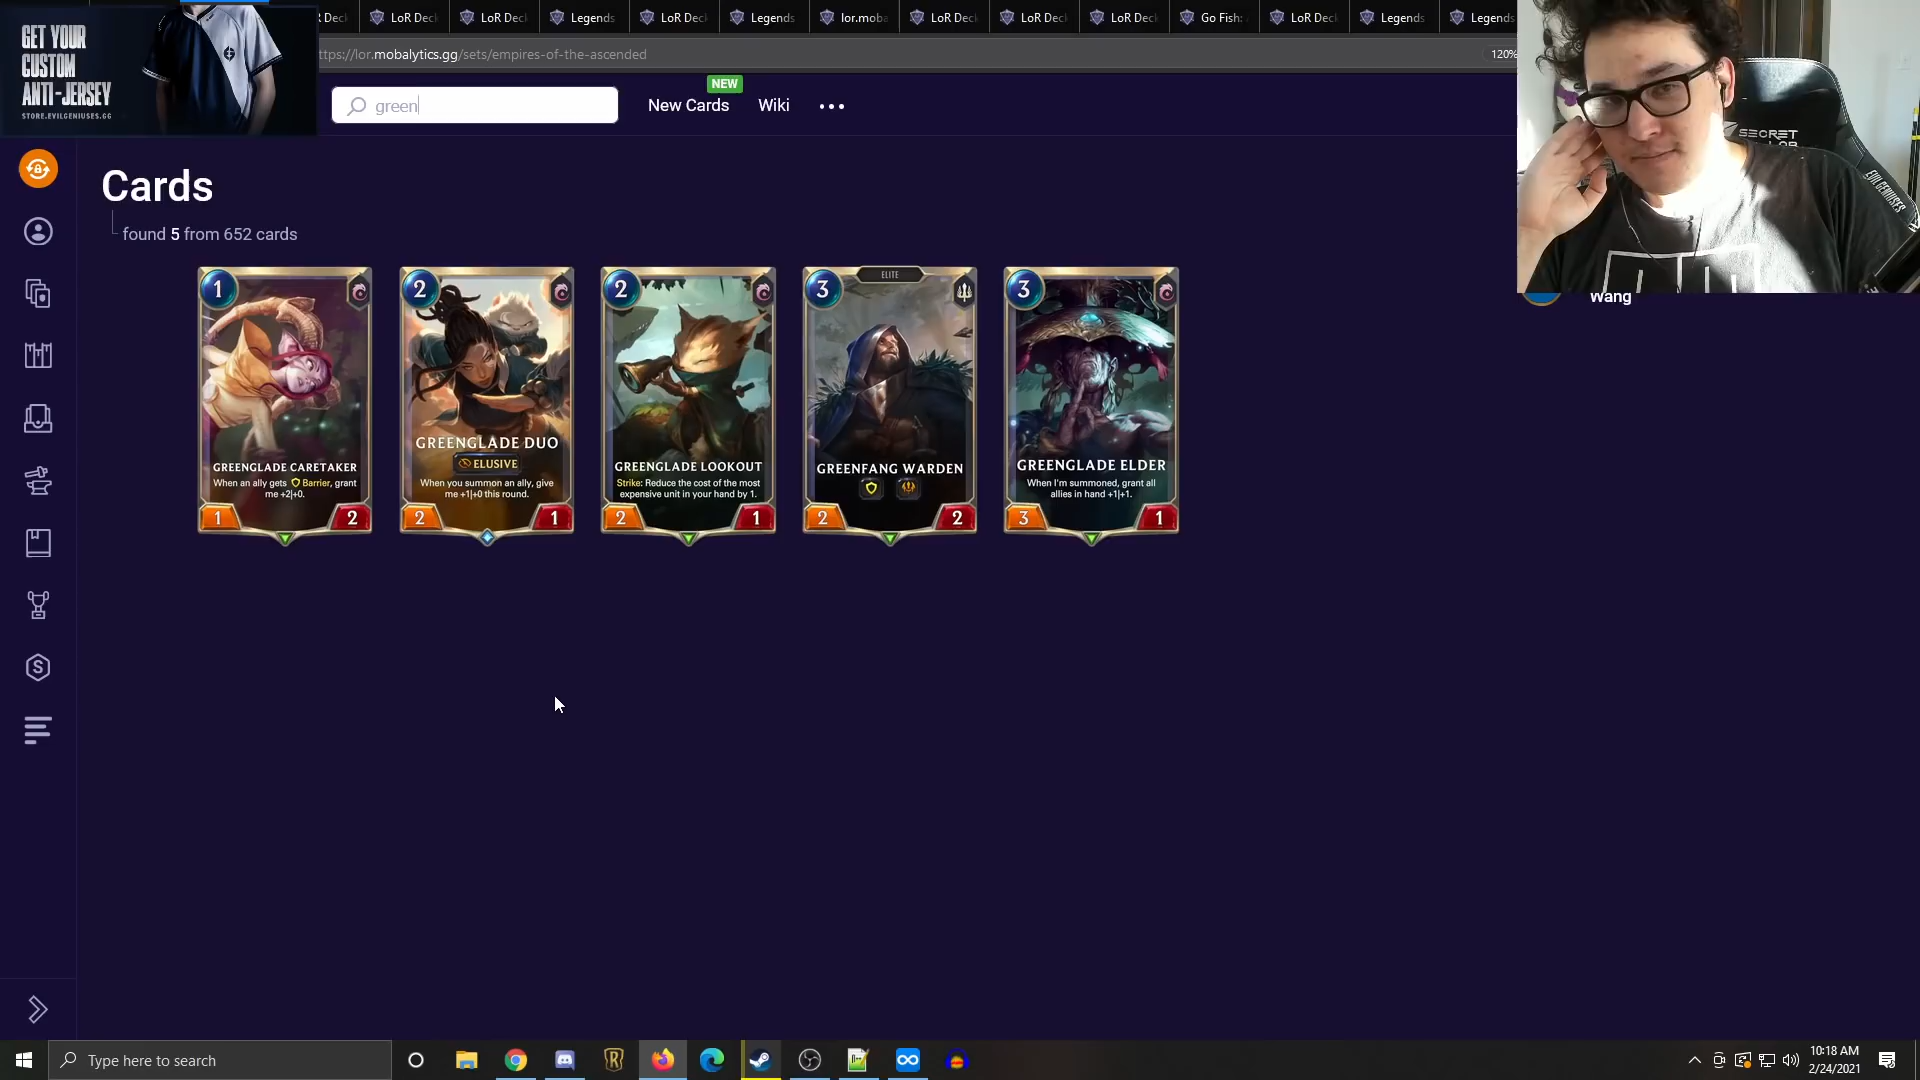 GET YOUR
CUSTOM
ANTI-JERSEY
STORE.EVILGENIUSES.GG
LoR Deck
LoR Deck
Legends
LoR Deck
Legends
lor.moba
LoR Deck
LoR Deck
LoR Deck
Go Fish:
LoR Deck
Legends
Legends
ttps://lor.mobalytics.gg/sets/empires-of-the-ascended
120%
green
New Cards
NEW
Wiki
Cards
found 5 from 652 cards
1
GREENGLADE CARETAKER
When an ally gets Barrier, grant
me +2|+0.
1
2
2
GREENGLADE DUO
ELUSIVE
When you summon an ally, give
me +1|+0 this round.
2
1
2
GREENGLADE LOOKOUT
Strike: Reduce the cost of the most
expensive unit in your hand by 1.
2
1
3
ELITE
GREENFANG WARDEN
2
2
3
GREENGLADE ELDER
When I'm summoned, grant all
allies in hand +1|+1.
3
1
SECRET
EVIL GENIUSES
Wang
Type here to search
10:18 AM
2/24/2021